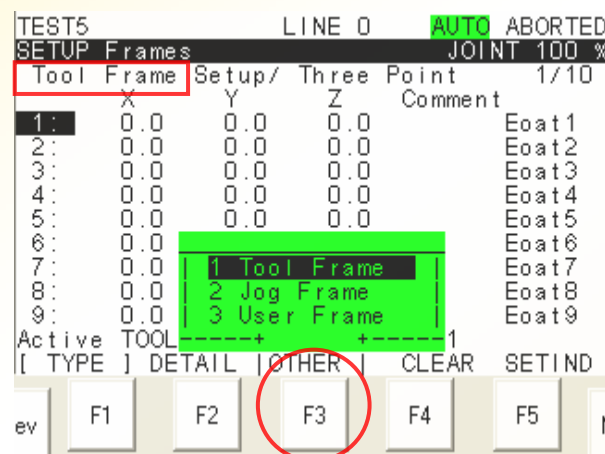 TEST5 LINE 0 AUTO ABORTED
SETUP Frames JOINT 100 %
Tool Frame Setup/ Three Point 1/10
X Y Z Comment
1: 0.0 0.0 0.0 Eoat1
2: 0.0 0.0 0.0 Eoat2
3: 0.0 0.0 0.0 Eoat3
4: 0.0 0.0 0.0 Eoat4
5: 0.0 0.0 0.0 Eoat5
6: 0.0 Eoat6
7: 0.0 | 1 Tool Frame | Eoat7
8: 0.0 | 2 Jog Frame | Eoat8
9: 0.0 | 3 User Frame | Eoat9
Active TOOL------+ +------1
[ TYPE ] DETAIL |OTHER | CLEAR SETIND
ev F1 F2 F3 F4 F5